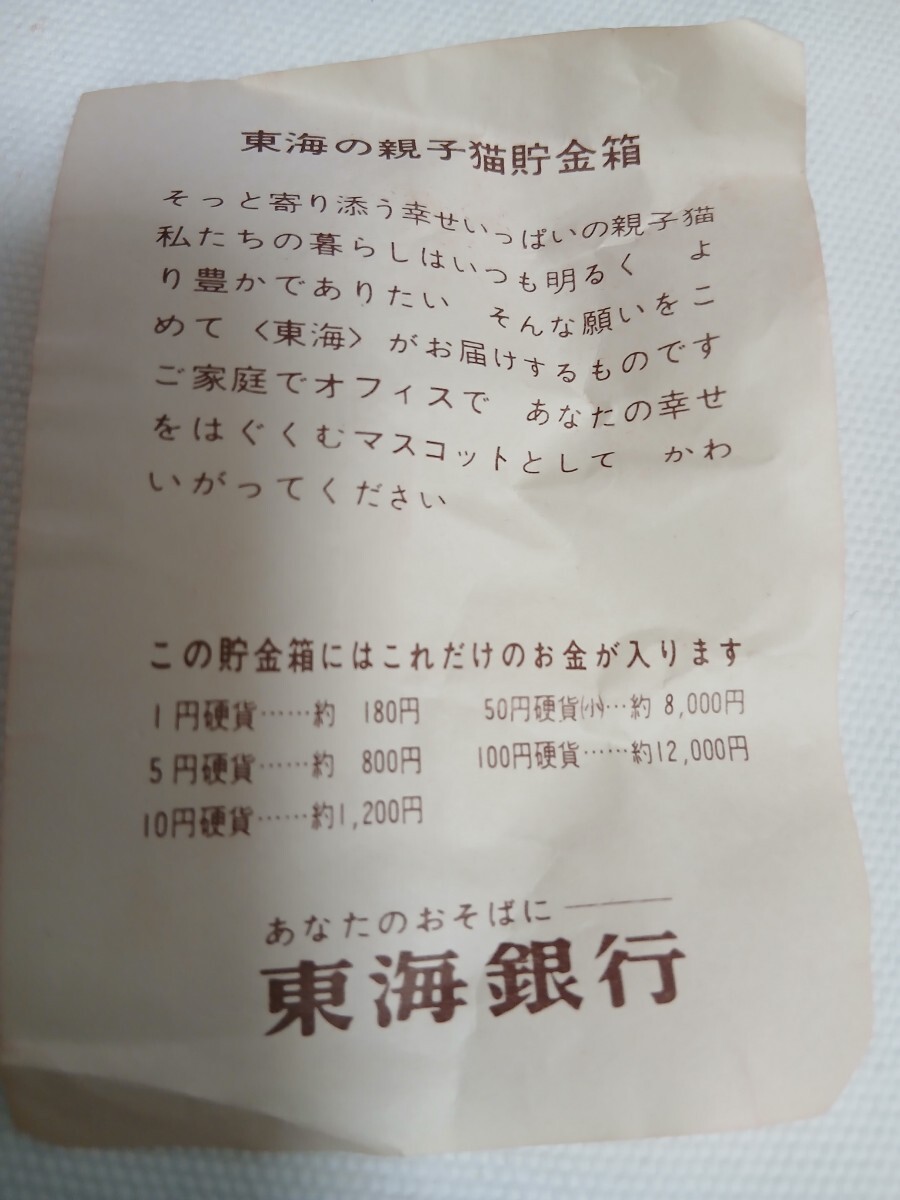 東海の親子猫貯金箱
そっと寄り添う幸せいっぱいの親子猫
私たちの暮らしはいつも明るく　よ
り豊かでありたい　そんな願いをこ
めて〈東海〉がお届けするものです
ご家庭でオフィスで　あなたの幸せ
をはぐくむマスコットとして　かわ
いがってください
この貯金箱にはこれだけのお金が入ります
1円硬貨……約　180円　50円硬貨(小)…約 8,000円
5円硬貨……約　800円　100円硬貨……約12,000円
10円硬貨……約1,200円
あなたのおそばに――
東海銀行